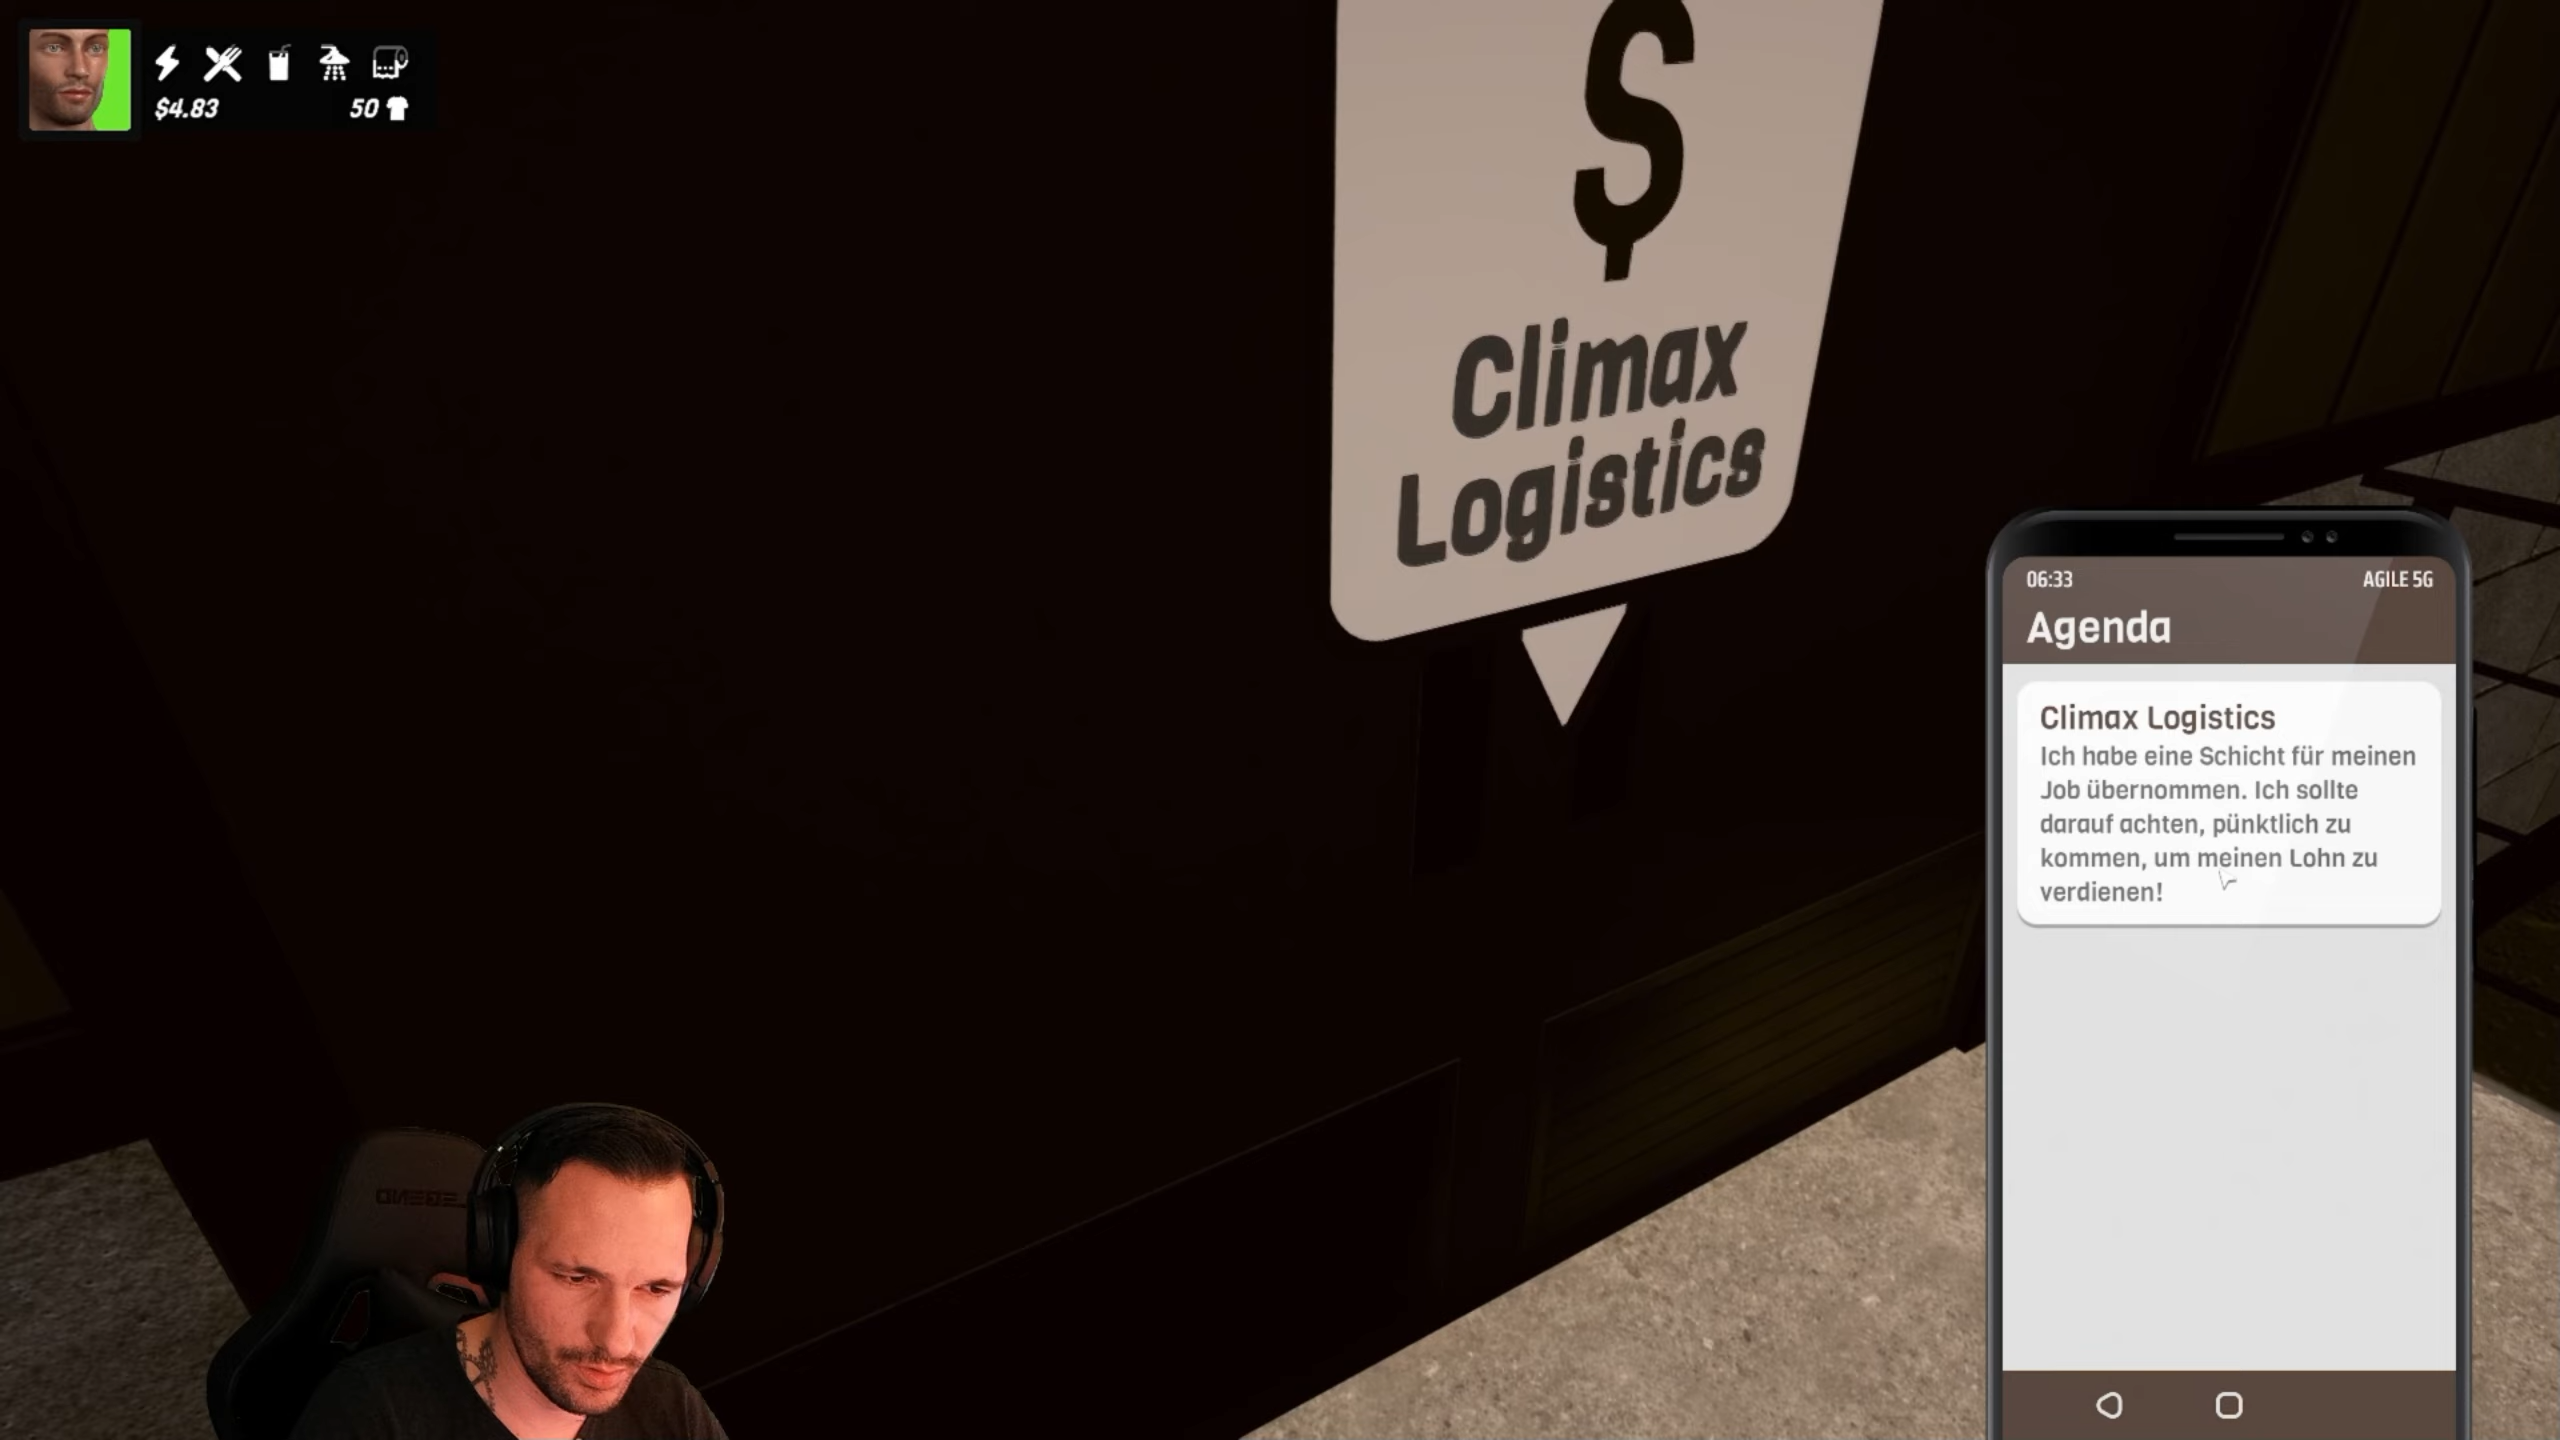 $4.83
50
$
Climax
Logistics
06:33
AGILE 5G
Agenda
Climax Logistics
Ich habe eine Schicht für meinen
Job übernommen. Ich sollte
darauf achten, pünktlich zu
kommen, um meinen Lohn zu
verdienen!